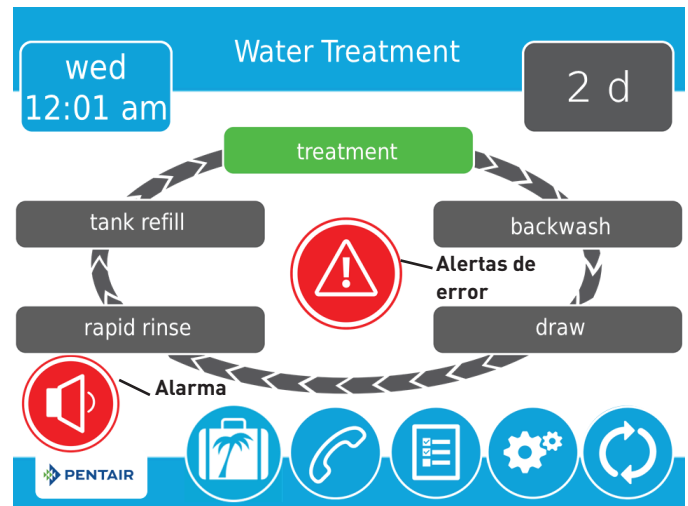 wed
12:01 am
Water Treatment
2 d
treatment
tank refill
backwash
Alertas de
error
rapid rinse
draw
Alarma
PENTAIR